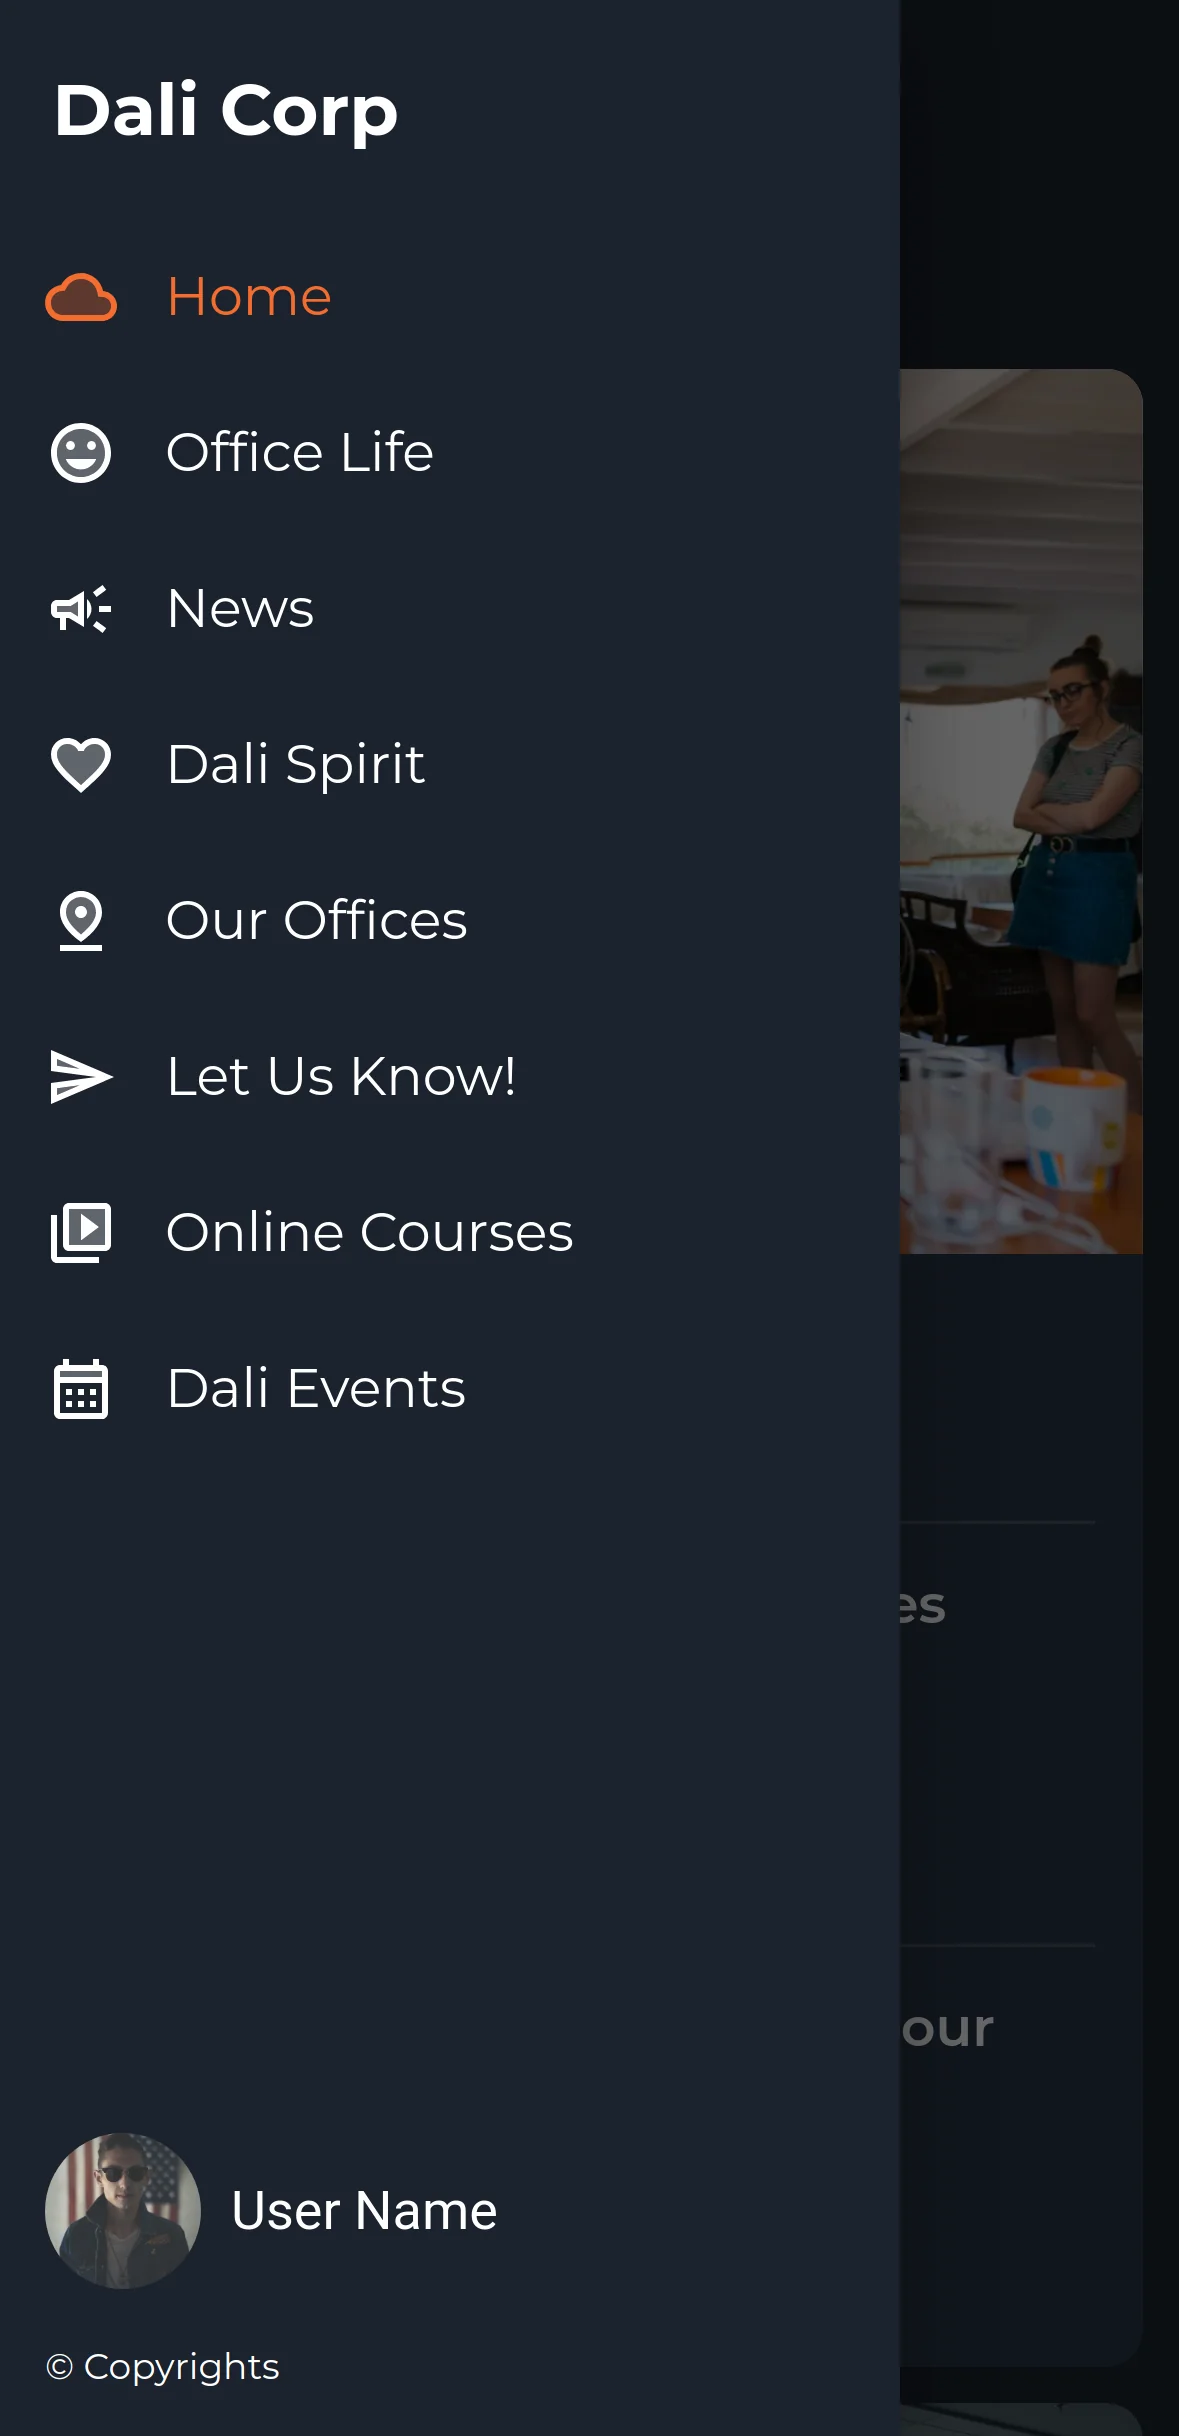 Dali Corp
Home
Office Life
News
Dali Spirit
Our Offices
Let Us Know!
Online Courses
Dali Events
es
our
User Name
© Copyrights